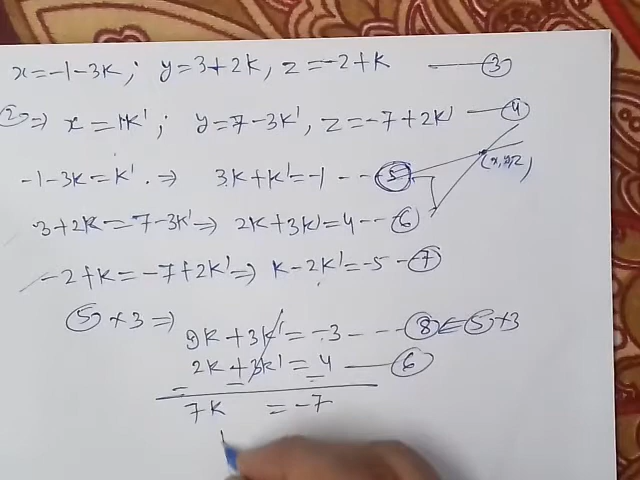 x=-1-3k; y=3+2k, z=-2+k —③
②⇒ x=1k'; y=7-3k', z=-7+2k' —④
-1-3k=k' ⇒ 3k+k'=-1 --⑤
(x,y,z)
3+2k=7-3k'⇒ 2k+3k'=4--⑥
-2+k=-7+2k'⇒ k-2k'=-5 -⑦
⑤×3⇒
9k+3k'=-3 ---⑧⇐⑤×3
2k+3k'=4 —⑥
- - -
7k =-7